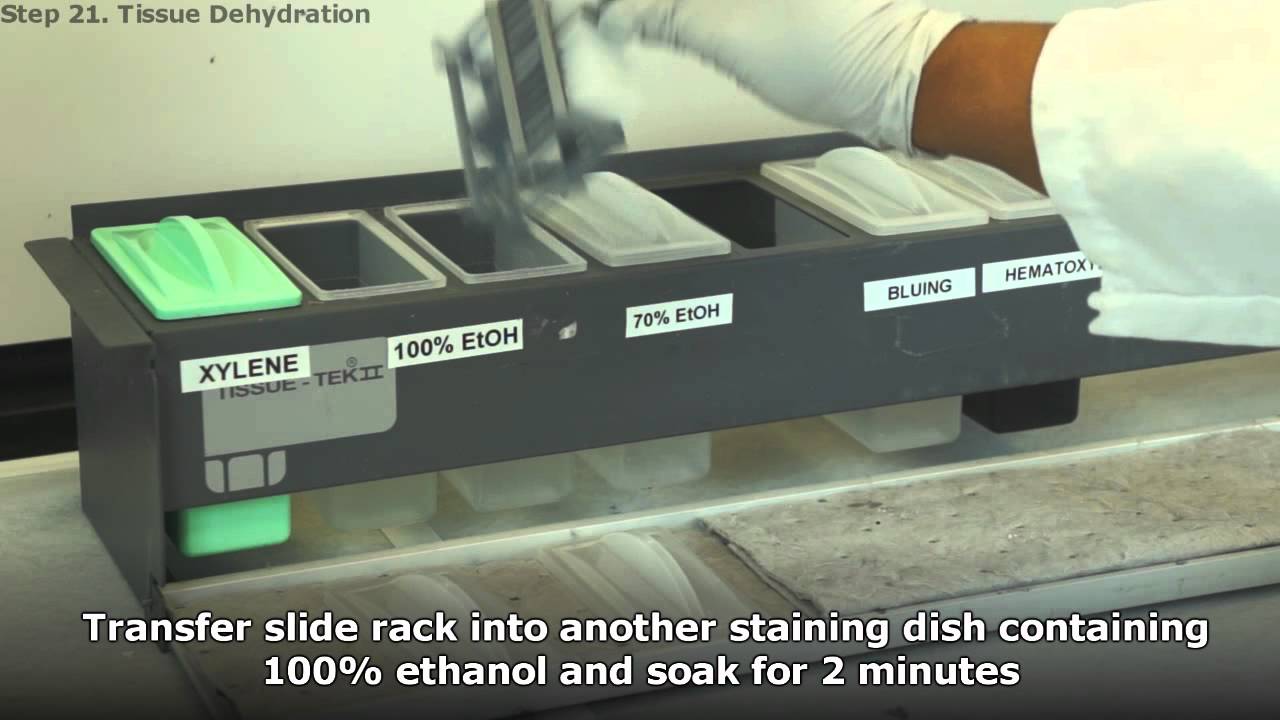 Step 21. Tissue Dehydration
XYLENE
100% EtOH
70% EtOH
BLUING
HEMATOXY
TISSUE - TEK II
®
Transfer slide rack into another staining dish containing
100% ethanol and soak for 2 minutes